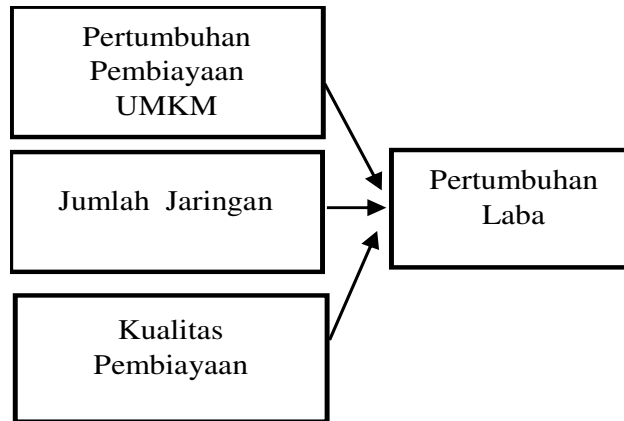 Pertumbuhan
Pembiayaan
UMKM
Jumlah Jaringan
Pertumbuhan
Laba
Kualitas
Pembiayaan